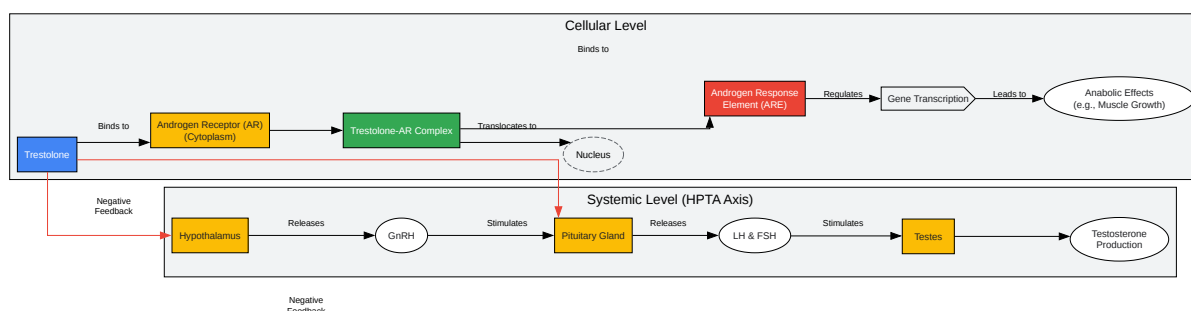 Cellular Level
Binds to
Androgen Response
Element (ARE)
Regulates
Gene Transcription
Leads to
Anabolic Effects
(e.g., Muscle Growth)
Binds to
Androgen Receptor (AR)
(Cytoplasm)
Trestolone-AR Complex
Translocates to
Trestolone
Nucleus
Systemic Level (HPTA Axis)
Negative
Feedback
Hypothalamus
Releases
GnRH
Stimulates
Pituitary Gland
Releases
LH & FSH
Stimulates
Testes
Testosterone
Production
Negative
Feedback